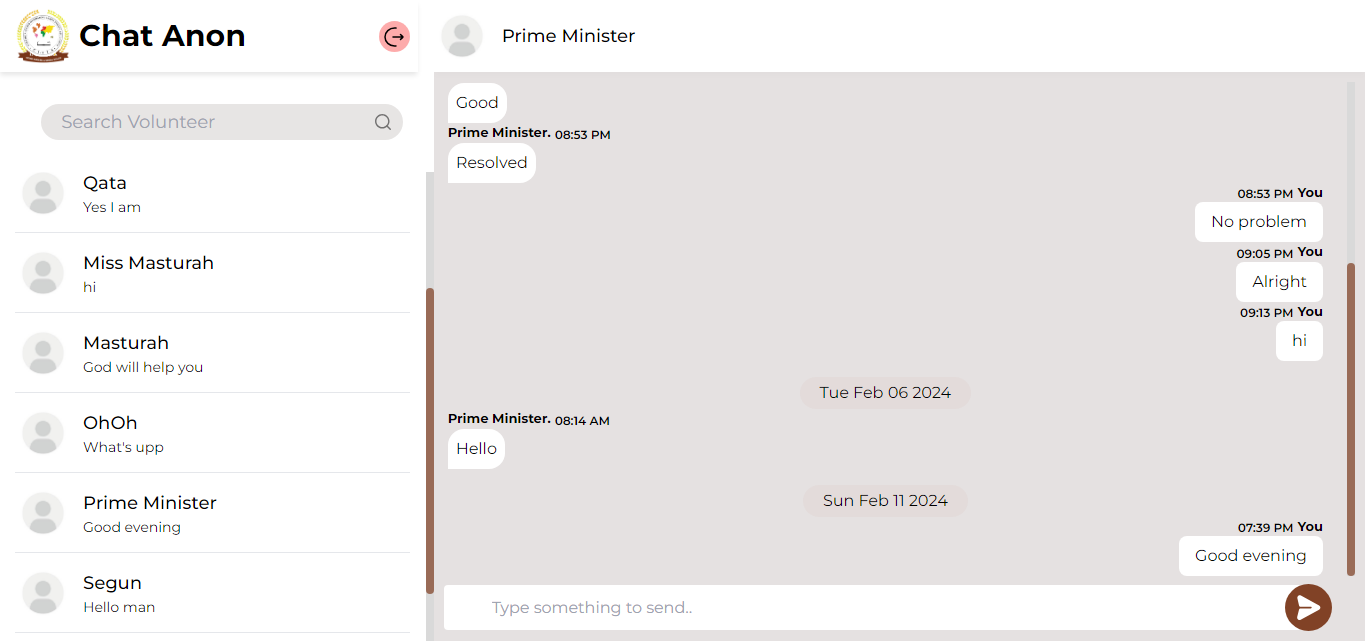 Chat Anon
Search Volunteer
Qata
Yes I am
Miss Masturah
hi
Masturah
God will help you
OhOh
What's upp
Prime Minister
Good evening
Segun
Hello man
Prime Minister
Good
Prime Minister. 08:53 PM
Resolved
08:53 PM You
No problem
09:05 PM You
Alright
09:13 PM You
hi
Tue Feb 06 2024
Prime Minister. 08:14 AM
Hello
Sun Feb 11 2024
07:39 PM You
Good evening
Type something to send..